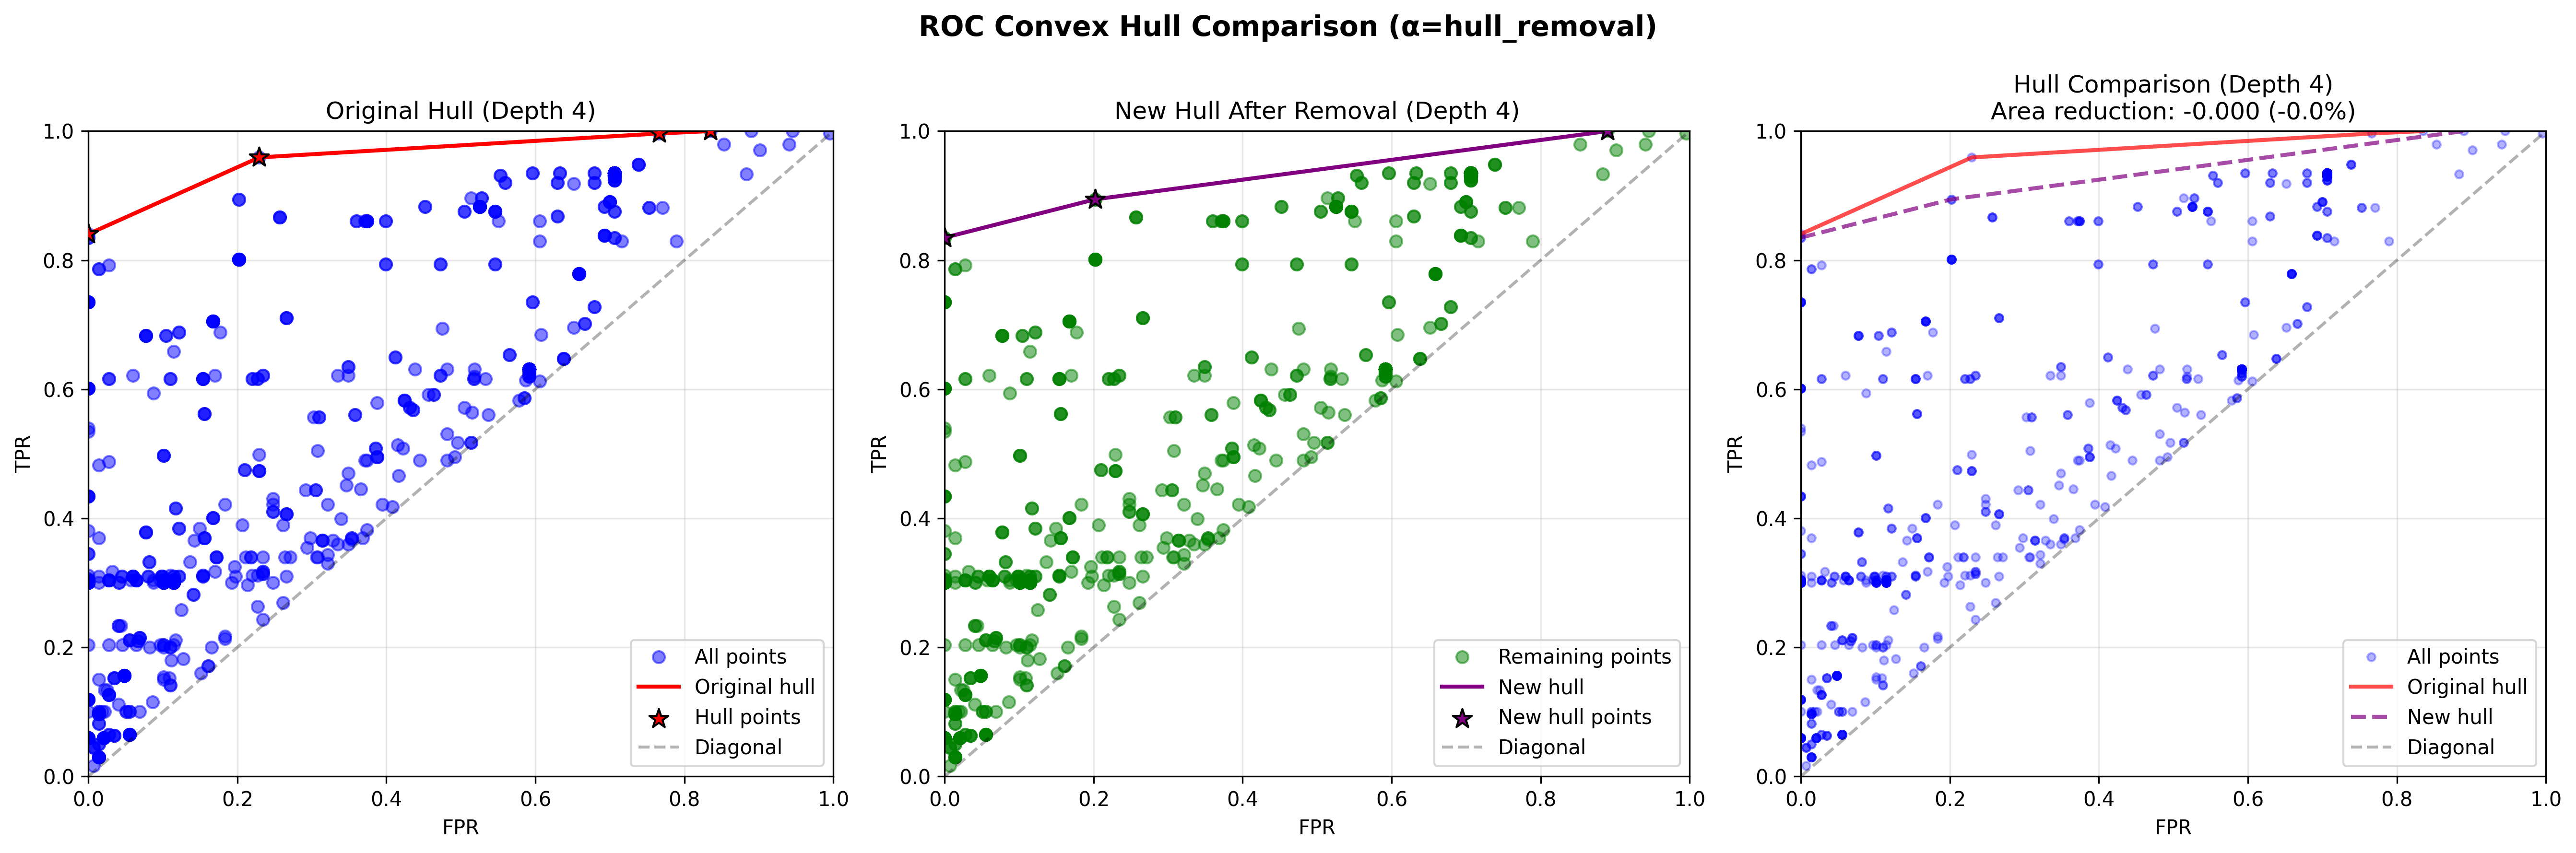 ROC Convex Hull Comparison (α=hull_removal)
Original Hull (Depth 4)
TPR
1.0
0.8
0.6
0.4
0.2
0.0
0.0 0.2 0.4 0.6 0.8 1.0
FPR
All points
Original hull
Hull points
Diagonal
New Hull After Removal (Depth 4)
TPR
1.0
0.8
0.6
0.4
0.2
0.0
0.0 0.2 0.4 0.6 0.8 1.0
FPR
Remaining points
New hull
New hull points
Diagonal
Hull Comparison (Depth 4)
Area reduction: -0.000 (-0.0%)
TPR
1.0
0.8
0.6
0.4
0.2
0.0
0.0 0.2 0.4 0.6 0.8 1.0
FPR
All points
Original hull
New hull
Diagonal